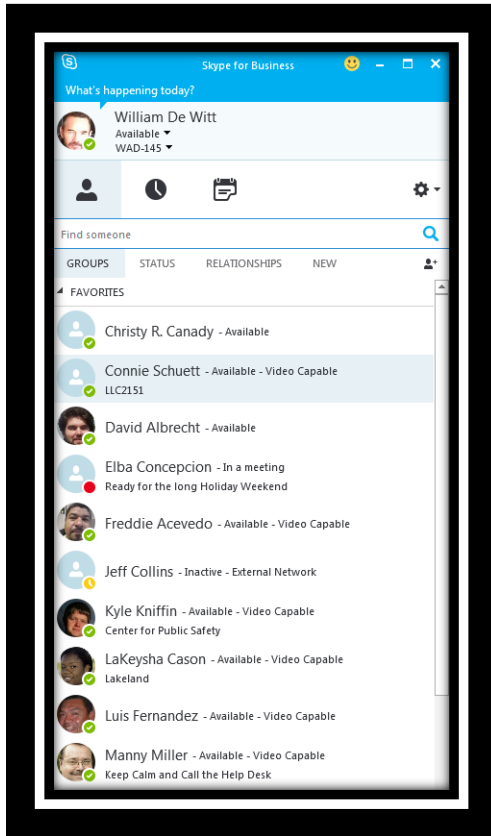 Skype for Business
What's happening today?
William De Witt
Available
WAD-145
Find someone
GROUPS STATUS RELATIONSHIPS NEW
FAVORITES
Christy R. Canady - Available
Connie Schuett - Available - Video Capable
LLC2151
David Albrecht - Available
Elba Concepcion - In a meeting
Ready for the long Holiday Weekend
Freddie Acevedo - Available - Video Capable
Jeff Collins - Inactive - External Network
Kyle Kniffin - Available - Video Capable
Center for Public Safety
LaKeysha Cason - Available - Video Capable
Lakeland
Luis Fernandez - Available - Video Capable
Manny Miller - Available - Video Capable
Keep Calm and Call the Help Desk